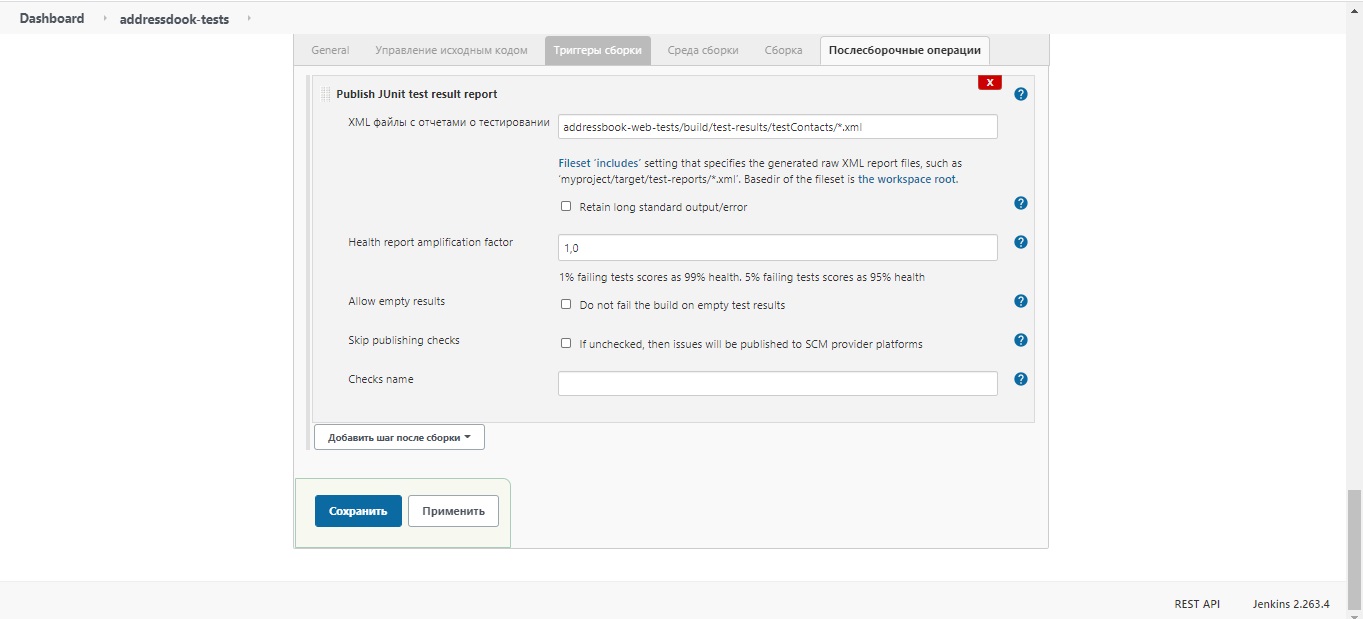 Dashboard
addressdook-tests
General
Управление исходным кодом
Триггеры сборки
Среда сборки
Сборка
Послесборочные операции
X
Publish JUnit test result report
?
XML файлы с отчетами о тестировании
addressbook-web-tests/build/test-results/testContacts/*.xml
Fileset 'includes' setting that specifies the generated raw XML report files, such as
'myproject/target/test-reports/*.xml'. Basedir of the fileset is the workspace root.
Retain long standard output/error
?
Health report amplification factor
1,0
?
1% failing tests scores as 99% health. 5% failing tests scores as 95% health
Allow empty results
Do not fail the build on empty test results
?
Skip publishing checks
If unchecked, then issues will be published to SCM provider platforms
?
Checks name
?
Добавить шаг после сборки
Сохранить
Применить
REST API
Jenkins 2.263.4